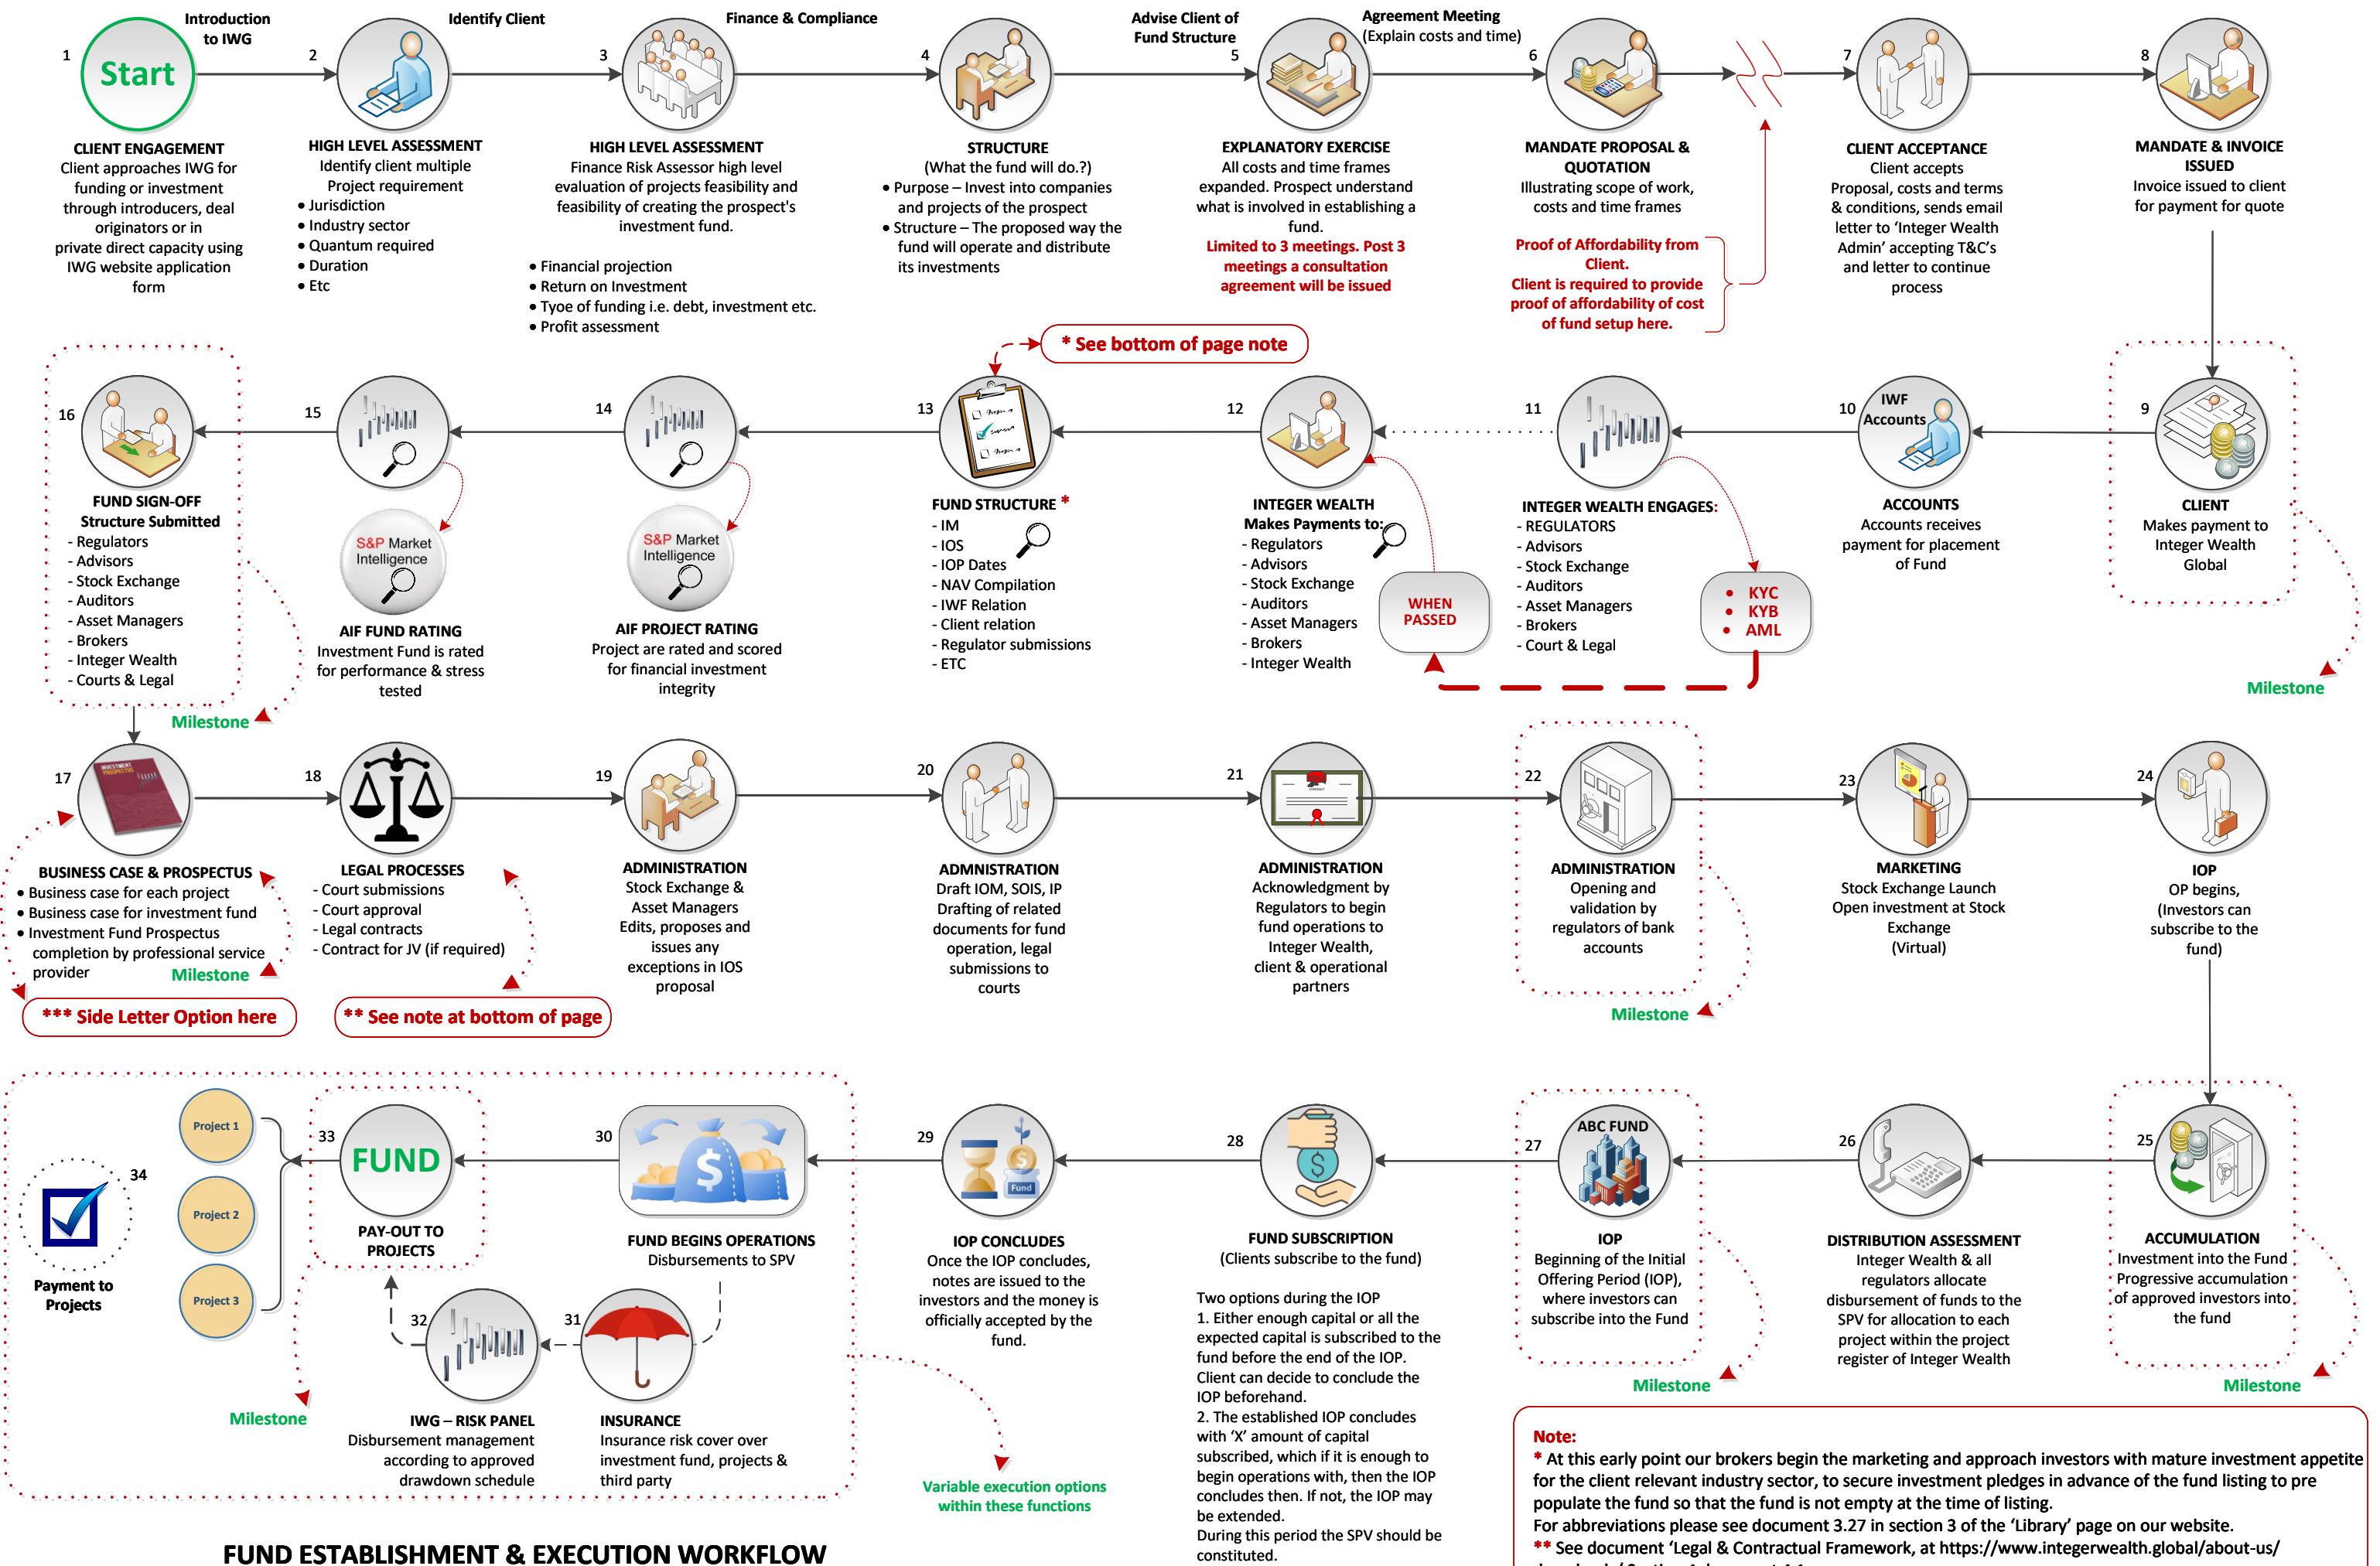 Introduction
to IWG
Identify Client
Finance & Compliance
Advise Client of
Fund Structure
Agreement Meeting
(Explain costs and time)
1
Start
CLIENT ENGAGEMENT
Client approaches IWG for
funding or investment
through introducers, deal
originators or in
private direct capacity using
IWG website application
form
2
HIGH LEVEL ASSESSMENT
Identify client multiple
Project requirement
• Jurisdiction
• Industry sector
• Quantum required
• Duration
• Etc
3
HIGH LEVEL ASSESSMENT
Finance Risk Assessor high level
evaluation of projects feasibility and
feasibility of creating the prospect's
investment fund.
• Financial projection
• Return on Investment
• Tyoe of funding i.e. debt, investment etc.
• Profit assessment
4
STRUCTURE
(What the fund will do.?)
• Purpose – Invest into companies
and projects of the prospect
• Structure – The proposed way the
fund will operate and distribute
its investments
5
EXPLANATORY EXERCISE
All costs and time frames
expanded. Prospect understand
what is involved in establishing a
fund.
Limited to 3 meetings. Post 3
meetings a consultation
agreement will be issued
6
MANDATE PROPOSAL &
QUOTATION
Illustrating scope of work,
costs and time frames
Proof of Affordability from
Client.
Client is required to provide
proof of affordability of cost
of fund setup here.
7
CLIENT ACCEPTANCE
Client accepts
Proposal, costs and terms
& conditions, sends email
letter to ‘Integer Wealth
Admin’ accepting T&C’s
and letter to continue
process
8
MANDATE & INVOICE
ISSUED
Invoice issued to client
for payment for quote
* See bottom of page note
16
FUND SIGN-OFF
Structure Submitted
- Regulators
- Advisors
- Stock Exchange
- Auditors
- Asset Managers
- Brokers
- Integer Wealth
- Courts & Legal
Milestone
15
S&P Market
Intelligence
AIF FUND RATING
Investment Fund is rated
for performance & stress
tested
14
S&P Market
Intelligence
AIF PROJECT RATING
Project are rated and scored
for financial investment
integrity
13
FUND STRUCTURE *
- IM
- IOS
- IOP Dates
- NAV Compilation
- IWF Relation
- Client relation
- Regulator submissions
- ETC
12
INTEGER WEALTH
Makes Payments to:
- Regulators
- Advisors
- Stock Exchange
- Auditors
- Asset Managers
- Brokers
- Integer Wealth
WHEN
PASSED
11
INTEGER WEALTH ENGAGES:
- REGULATORS
- Advisors
- Stock Exchange
- Auditors
- Asset Managers
- Brokers
- Court & Legal
• KYC
• KYB
• AML
10
IWF
Accounts
ACCOUNTS
Accounts receives
payment for placement
of Fund
9
CLIENT
Makes payment to
Integer Wealth
Global
Milestone
17
INVESTMENT
PROSPECTUS
BUSINESS CASE & PROSPECTUS
• Business case for each project
• Business case for investment fund
• Investment Fund Prospectus
completion by professional service
provider
Milestone
*** Side Letter Option here
18
LEGAL PROCESSES
- Court submissions
- Court approval
- Legal contracts
- Contract for JV (if required)
** See note at bottom of page
19
ADMINISTRATION
Stock Exchange &
Asset Managers
Edits, proposes and
issues any
exceptions in IOS
proposal
20
ADMNISTRATION
Draft IOM, SOIS, IP
Drafting of related
documents for fund
operation, legal
submissions to
courts
21
ADMINISTRATION
Acknowledgment by
Regulators to begin
fund operations to
Integer Wealth,
client & operational
partners
22
ADMINISTRATION
Opening and
validation by
regulators of bank
accounts
Milestone
23
MARKETING
Stock Exchange Launch
Open investment at Stock
Exchange
(Virtual)
24
IOP
OP begins,
(Investors can
subscribe to the
fund)
34
Payment to
Projects
Project 1
Project 2
Project 3
33
FUND
PAY-OUT TO
PROJECTS
Milestone
32
IWG – RISK PANEL
Disbursement management
according to approved
drawdown schedule
31
INSURANCE
Insurance risk cover over
investment fund, projects &
third party
30
$
FUND BEGINS OPERATIONS
Disbursements to SPV
29
Fund
IOP CONCLUDES
Once the IOP concludes,
notes are issued to the
investors and the money is
officially accepted by the
fund.
Variable execution options
within these functions
28
$
FUND SUBSCRIPTION
(Clients subscribe to the fund)
Two options during the IOP
1. Either enough capital or all the
expected capital is subscribed to the
fund before the end of the IOP.
Client can decide to conclude the
IOP beforehand.
2. The established IOP concludes
with ‘X’ amount of capital
subscribed, which if it is enough to
begin operations with, then the IOP
concludes then. If not, the IOP may
be extended.
During this period the SPV should be
constituted.
27
ABC FUND
IOP
Beginning of the Initial
Offering Period (IOP),
where investors can
subscribe into the Fund
Milestone
26
DISTRIBUTION ASSESSMENT
Integer Wealth & all
regulators allocate
disbursement of funds to the
SPV for allocation to each
project within the project
register of Integer Wealth
25
ACCUMULATION
Investment into the Fund
Progressive accumulation
of approved investors into
the fund
Milestone
Note:
* At this early point our brokers begin the marketing and approach investors with mature investment appetite
for the client relevant industry sector, to secure investment pledges in advance of the fund listing to pre
populate the fund so that the fund is not empty at the time of listing.
For abbreviations please see document 3.27 in section 3 of the ‘Library’ page on our website.
** See document ‘Legal & Contractual Framework, at https://www.integerwealth.global/about-us/
FUND ESTABLISHMENT & EXECUTION WORKFLOW